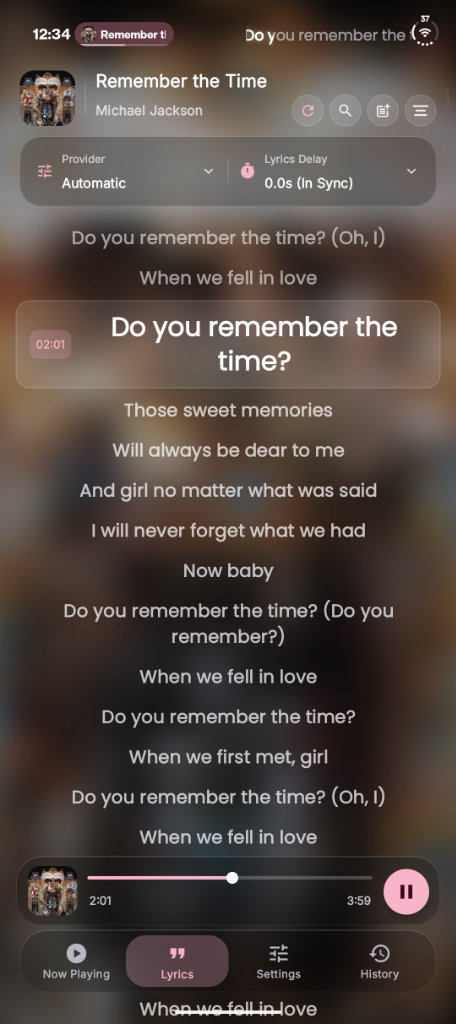 12:34
Remember t
Do you remember the
37
Remember the Time
Michael Jackson
Provider
Automatic
Lyrics Delay
0.0s (In Sync)
Do you remember the time? (Oh, I)
When we fell in love
02:01
Do you remember the
time?
Those sweet memories
Will always be dear to me
And girl no matter what was said
I will never forget what we had
Now baby
Do you remember the time? (Do you
remember?)
When we fell in love
Do you remember the time?
When we first met, girl
Do you remember the time? (Oh, I)
When we fell in love
2:01
3:59
Now Playing
Lyrics
Settings
History
When we fell in love